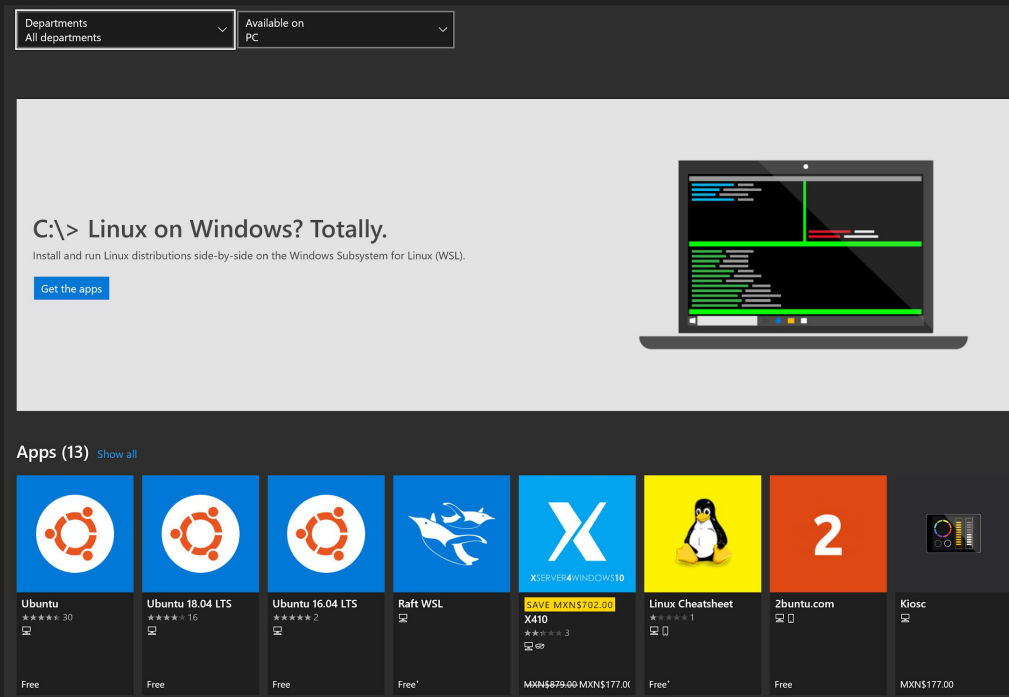 Departments
All departments
Available on
PC
C:\> Linux on Windows? Totally.
Install and run Linux distributions side-by-side on the Windows Subsystem for Linux (WSL).
Get the apps
Apps (13) Show all
XSERVER4WINDOWS10
2
Ubuntu
30
Free
Ubuntu 18.04 LTS
16
Free
Ubuntu 16.04 LTS
2
Free
Raft WSL
Free+
SAVE MXN$702.00
X410
3
MXN$879.00 MXN$177.0
Linux Cheatsheet
1
Free+
2buntu.com
Free
Kiosc
MXN$177.00